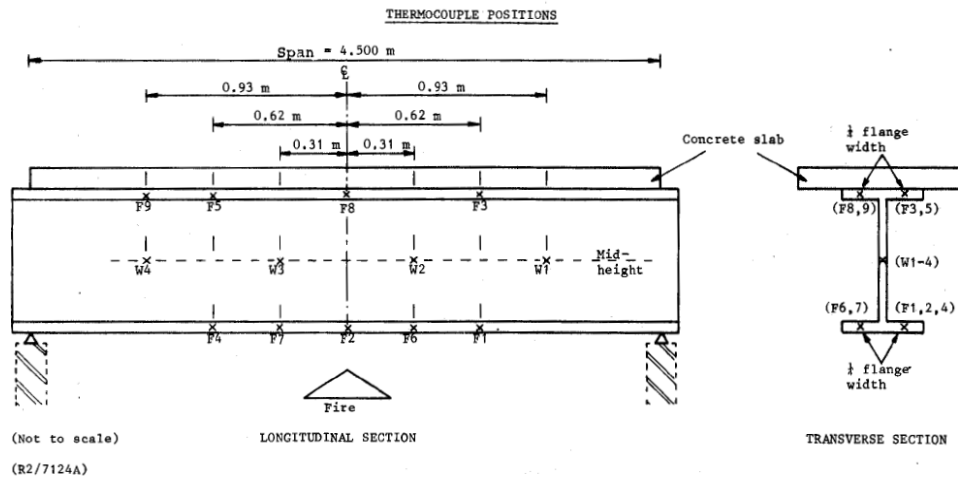 THERMOCOUPLE POSITIONS
Span = 4.500 m
℄
0.93 m 0.93 m
0.62 m 0.62 m
0.31 m 0.31 m
Concrete slab
¼ flange
width
F9 F5 F8 F3
(F8,9) (F3,5)
W4 W3 W2 W1
Mid-
height
(W1-4)
(F6,7) (F1,2,4)
F4 F7 F2 F6 F1
¼ flange
width
Fire
(Not to scale)
LONGITUDINAL SECTION
TRANSVERSE SECTION
(R2/7124A)